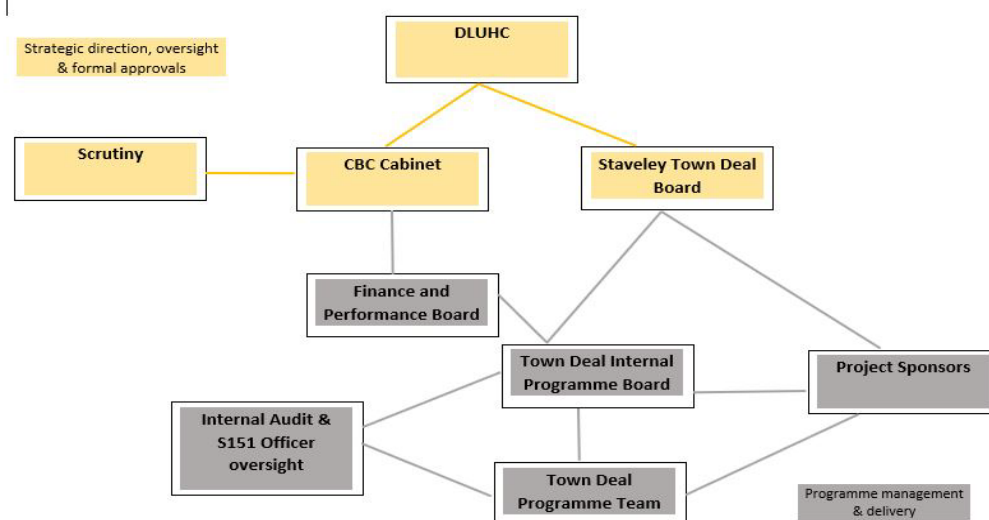 DLUHC
Strategic direction, oversight
& formal approvals
Scrutiny
CBC Cabinet
Staveley Town Deal
Board
Finance and
Performance Board
Town Deal Internal
Programme Board
Project Sponsors
Internal Audit &
S151 Officer
oversight
Town Deal
Programme Team
Programme management
& delivery